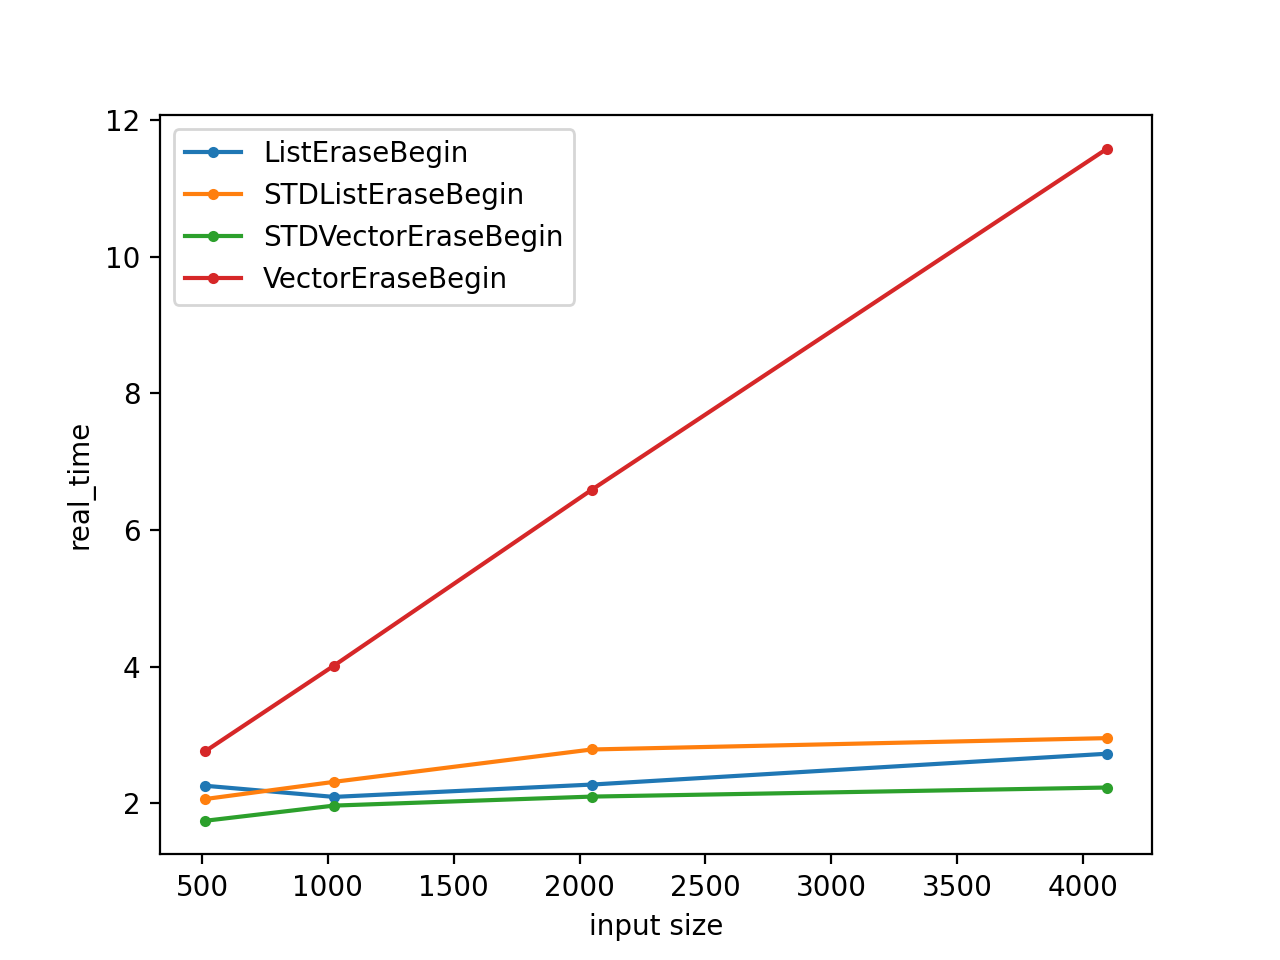 12
10
8
6
4
2
real_time
ListEraseBegin
STDListEraseBegin
STDVectorEraseBegin
VectorEraseBegin
500 1000 1500 2000 2500 3000 3500 4000
input size